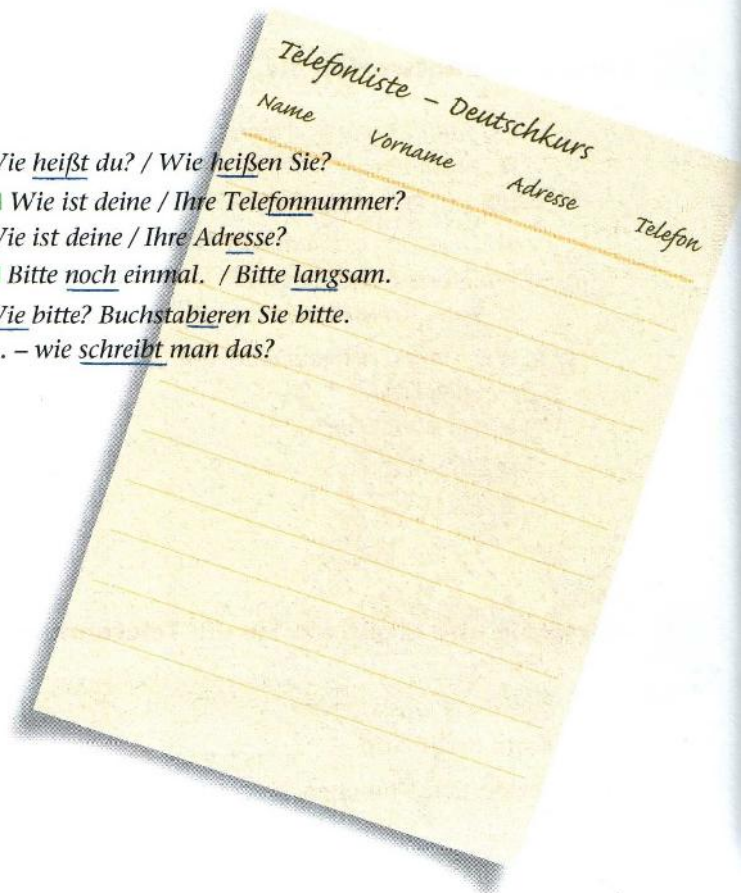 Telefonliste – Deutschkurs
Name Vorname Adresse Telefon
Wie heißt du? / Wie heißen Sie?
Wie ist deine / Ihre Telefonnummer?
Wie ist deine / Ihre Adresse?
Bitte noch einmal. / Bitte langsam.
Wie bitte? Buchstabieren Sie bitte.
... – wie schreibt man das?